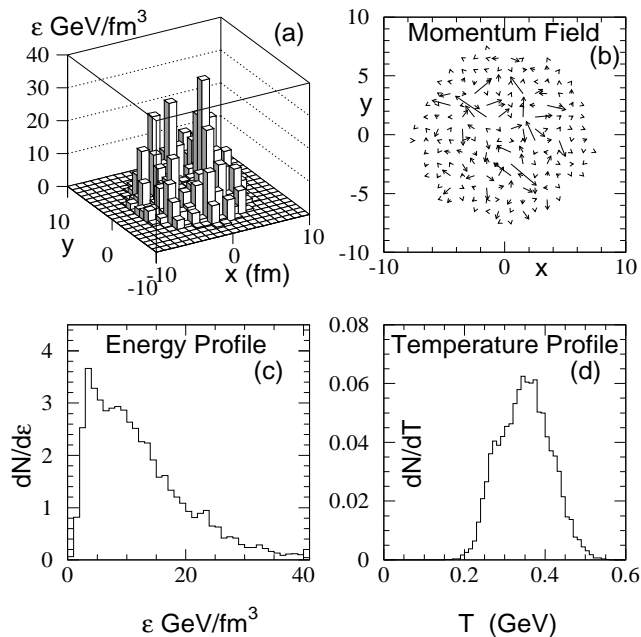 ε GeV/fm³
(a)
40
30
20
10
0
10
y
0
-10
-10
0
10
x (fm)
Momentum Field
(b)
10
5
y
0
-5
-10
-10
0
10
x
Energy Profile
(c)
dN/dε
4
3
2
1
0
0
20
40
ε GeV/fm³
Temperature Profile
(d)
dN/dT
0.08
0.06
0.04
0.02
0
0
0.2
0.4
0.6
T (GeV)